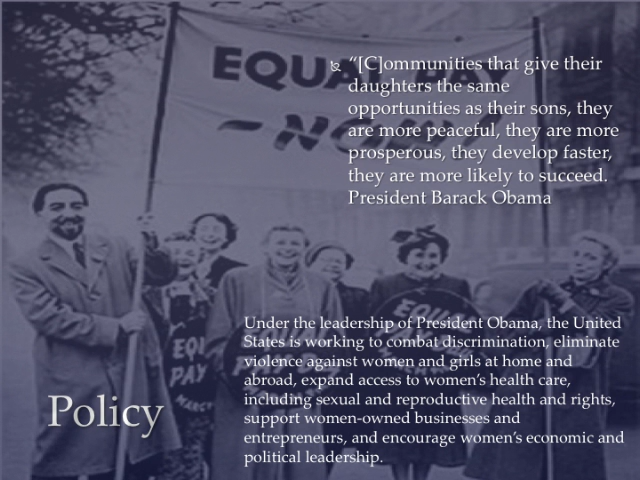 EQUAL PAY
- NOW! -
“[C]ommunities that give their
daughters the same
opportunities as their sons, they
are more peaceful, they are more
prosperous, they develop faster,
they are more likely to succeed.
President Barack Obama
EQUAL
EQUAL
PAY
MARCH
Under the leadership of President Obama, the United
States is working to combat discrimination, eliminate
violence against women and girls at home and
abroad, expand access to women’s health care,
including sexual and reproductive health and rights,
support women-owned businesses and
entrepreneurs, and encourage women’s economic and
political leadership.
Policy